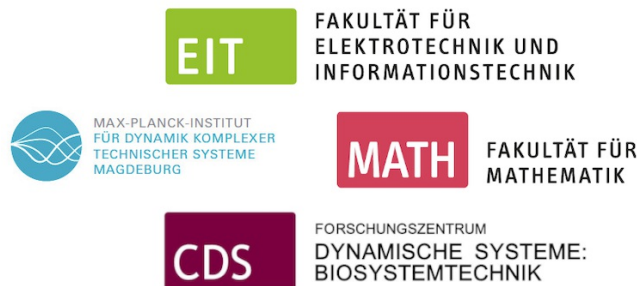 EIT
FAKULTÄT FÜR
ELEKTROTECHNIK UND
INFORMATIONSTECHNIK
MAX-PLANCK-INSTITUT
FÜR DYNAMIK KOMPLEXER
TECHNISCHER SYSTEME
MAGDEBURG
MATH
FAKULTÄT FÜR
MATHEMATIK
CDS
FORSCHUNGSZENTRUM
DYNAMISCHE SYSTEME:
BIOSYSTEMTECHNIK